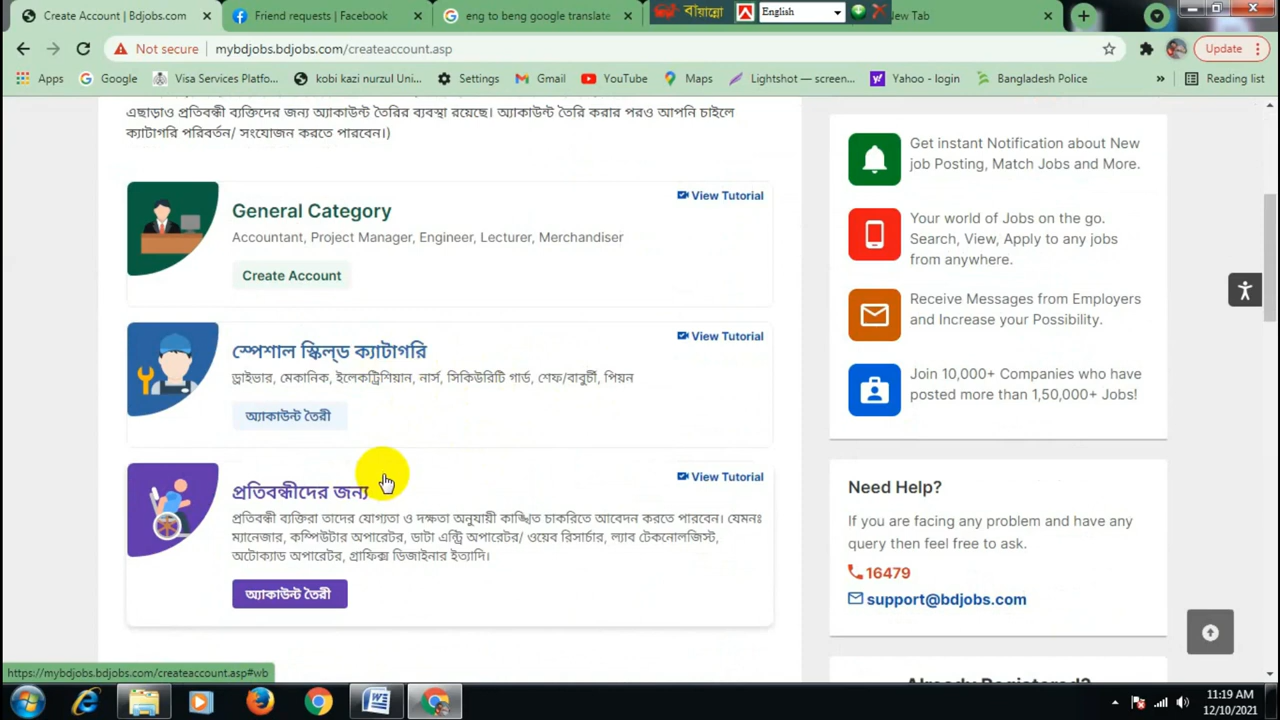 Create Account | Bdjobs.com
Friend requests | Facebook
eng to beng google translate
বায়ান্নো
English
New Tab
Not secure
mybdjobs.bdjobs.com/createaccount.asp
Update
Apps
Google
Visa Services Platfo...
kobi kazi nurzul Uni...
Settings
Gmail
YouTube
Maps
Lightshot — screen...
Yahoo - login
Bangladesh Police
»
Reading list
এছাড়াও প্রতিবন্ধী ব্যক্তিদের জন্য অ্যাকাউন্ট তৈরির ব্যবস্থা রয়েছে। অ্যাকাউন্ট তৈরি করার পরও আপনি চাইলে
ক্যাটাগরি পরিবর্তন/ সংযোজন করতে পারবেন।)
View Tutorial
General Category
Accountant, Project Manager, Engineer, Lecturer, Merchandiser
Create Account
View Tutorial
স্পেশাল স্কিল্‌ড ক্যাটাগরি
ড্রাইভার, মেকানিক, ইলেকট্রিশিয়ান, নার্স, সিকিউরিটি গার্ড, শেফ/বাবুর্চী, পিয়ন
অ্যাকাউন্ট তৈরী
View Tutorial
প্রতিবন্ধীদের জন্য
প্রতিবন্ধী ব্যক্তিরা তাদের যোগ্যতা ও দক্ষতা অনুযায়ী কাঙ্খিত চাকরিতে আবেদন করতে পারবেন। যেমনঃ
ম্যানেজার, কম্পিউটার অপারেটর, ডাটা এন্ট্রি অপারেটর/ ওয়েব রিসার্চার, ল্যাব টেকনোলজিস্ট,
অটোক্যাড অপারেটর, গ্রাফিক্স ডিজাইনার ইত্যাদি।
অ্যাকাউন্ট তৈরী
Get instant Notification about New
job Posting, Match Jobs and More.
Your world of Jobs on the go.
Search, View, Apply to any jobs
from anywhere.
Receive Messages from Employers
and Increase your Possibility.
Join 10,000+ Companies who have
posted more than 1,50,000+ Jobs!
Need Help?
If you are facing any problem and have any
query then feel free to ask.
16479
support@bdjobs.com
Already Registered?
https://mybdjobs.bdjobs.com/createaccount.asp#wb
11:19 AM
12/10/2021